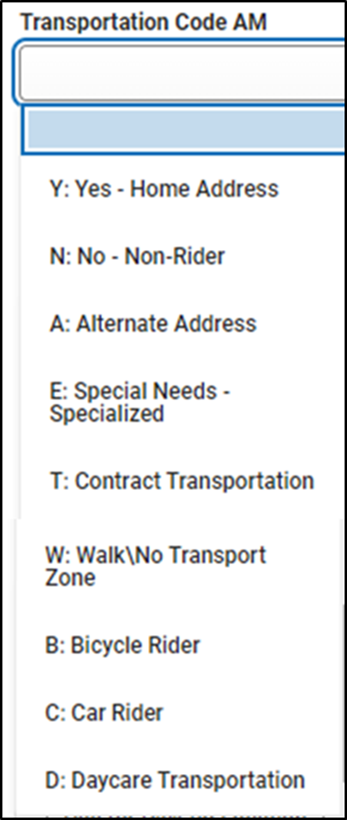 Transportation Code AM
Y: Yes - Home Address
N: No - Non-Rider
A: Alternate Address
E: Special Needs -
Specialized
T: Contract Transportation
W: Walk\No Transport
Zone
B: Bicycle Rider
C: Car Rider
D: Daycare Transportation